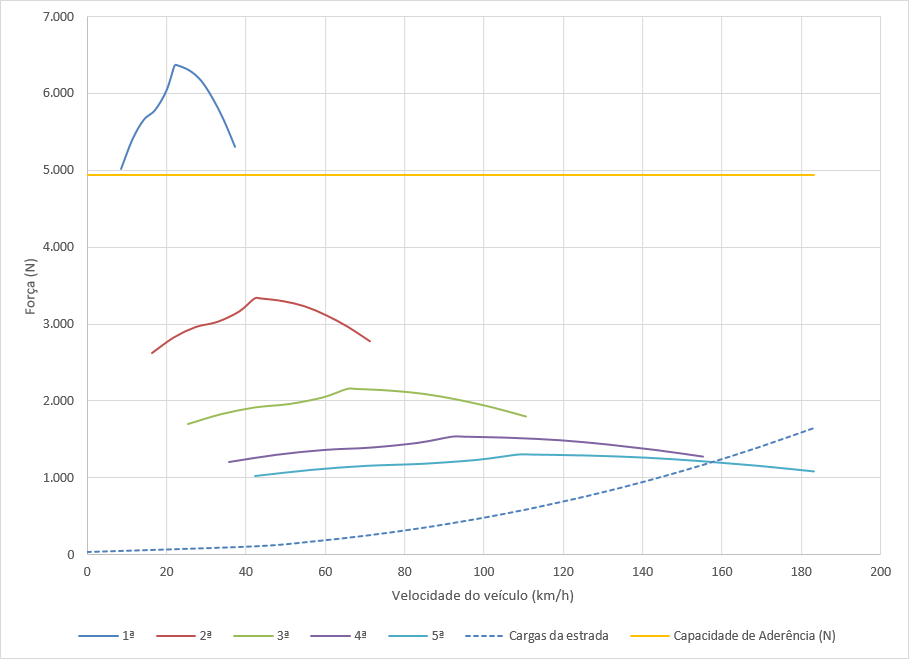 7.000
6.000
5.000
4.000
3.000
2.000
1.000
0
Força (N)
0 20 40 60 80 100 120 140 160 180 200
Velocidade do veículo (km/h)
1ª 2ª 3ª 4ª 5ª Cargas da estrada Capacidade de Aderência (N)